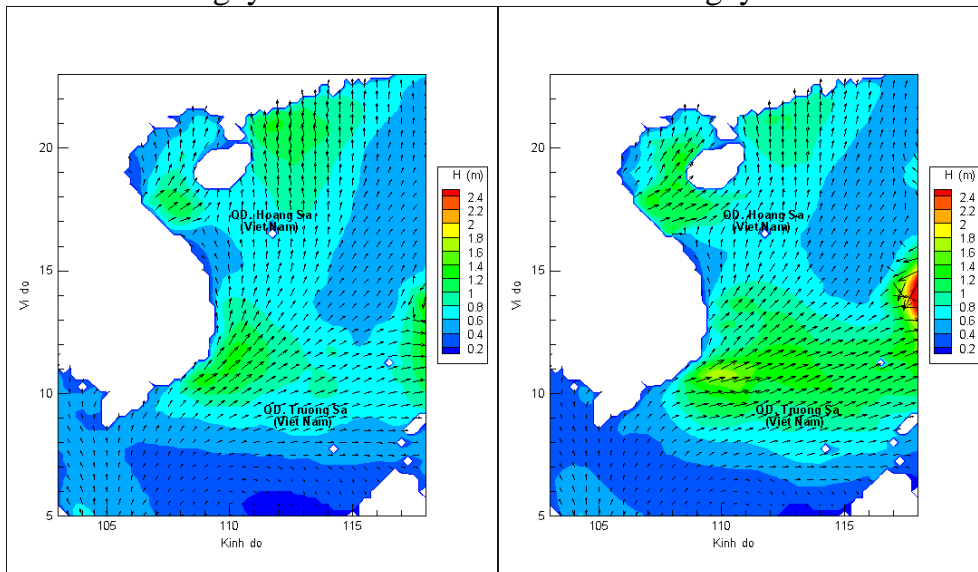 20
15
10
5
105
110
115
Vi do
Kinh do
QD. Hoang Sa
(Viet Nam)
QD. Truong Sa
(Viet Nam)
H (m)
2.4
2.2
2
1.8
1.6
1.4
1.2
1
0.8
0.6
0.4
0.2
20
15
10
5
105
110
115
Vi do
Kinh do
QD. Hoang Sa
(Viet Nam)
QD. Truong Sa
(Viet Nam)
H (m)
2.4
2.2
2
1.8
1.6
1.4
1.2
1
0.8
0.6
0.4
0.2